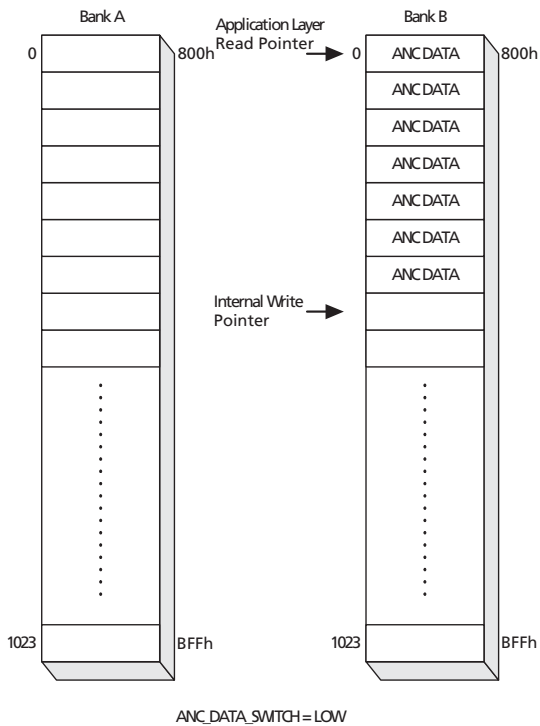 Bank A
0
800h
1023
BFFh
Application Layer
Read Pointer
Internal Write
Pointer
Bank B
0
800h
ANC DATA
ANC DATA
ANC DATA
ANC DATA
ANC DATA
ANC DATA
ANC DATA
1023
BFFh
ANC_DATA_SWITCH = LOW